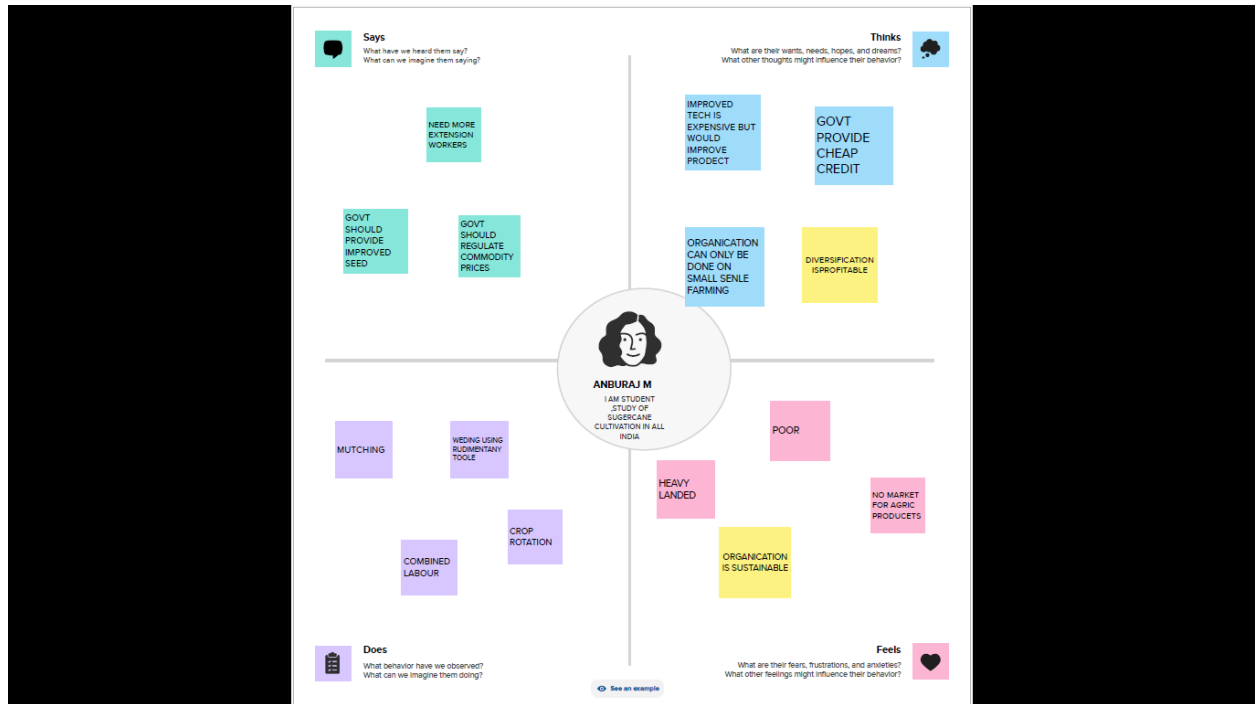 Says
What have we heard them say?
What can we imagine them saying?
NEED MORE
EXTENSION
WORKERS
GOVT
SHOULD
PROVIDE
IMPROVED
SEED
GOVT
SHOULD
REGULATE
COMMODITY
PRICES
Thinks
What are their wants, needs, hopes, and dreams?
What other thoughts might influence their behavior?
IMPROVED
TECH IS
EXPENSIVE BUT
WOULD
IMPROVE
PRODECT
GOVT
PROVIDE
CHEAP
CREDIT
ORGANICATION
CAN ONLY BE
DONE ON
SMALL SENLE
FARMING
DIVERSIFICATION
ISPROFITABLE
ANBURAJ M
I AM STUDENT
,STUDY OF
SUGERCANE
CULTIVATION IN ALL
INDIA
MUTCHING
WEDING USING
RUDIMENTANY
TOOLE
CROP
ROTATION
COMBINED
LABOUR
Does
What behavior have we observed?
What can we imagine them doing?
POOR
HEAVY
LANDED
NO MARKET
FOR AGRIC
PRODUCETS
ORGANICATION
IS SUSTAINABLE
Feels
What are their fears, frustrations, and anxieties?
What other feelings might influence their behavior?
See an example